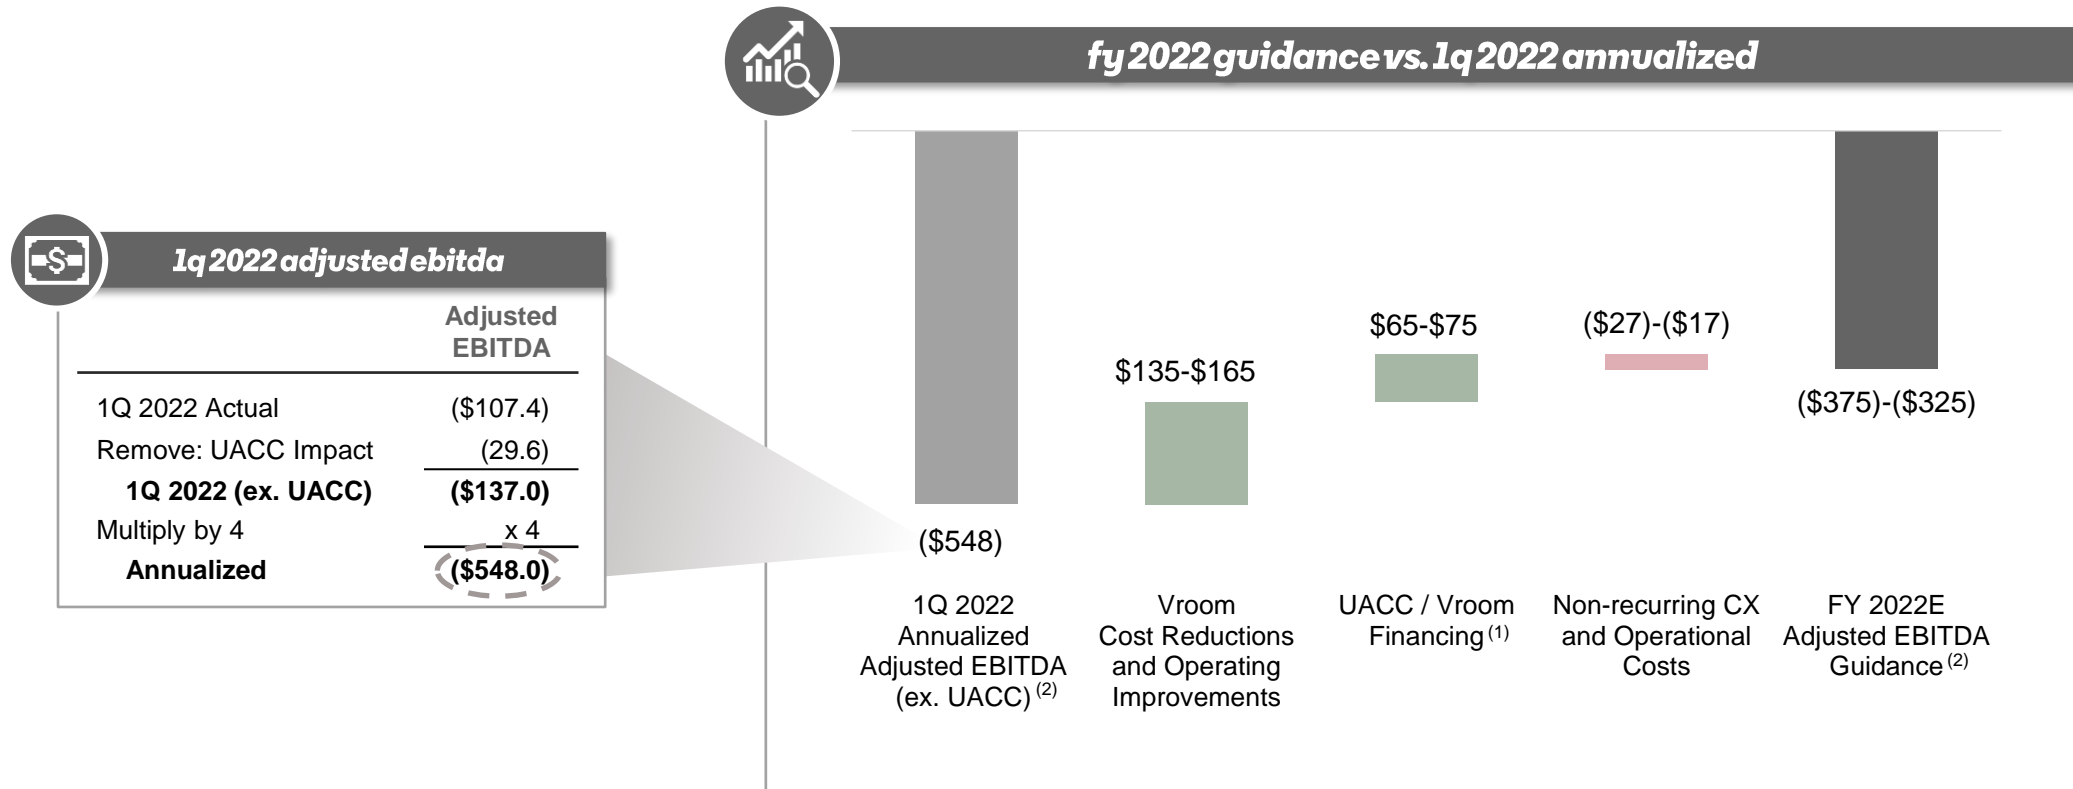 fy 2022 guidance vs. 1q 2022 annualized
1q 2022 adjusted ebitda
Adjusted
EBITDA
1Q 2022 Actual ($107.4)
Remove: UACC Impact (29.6)
1Q 2022 (ex. UACC) ($137.0)
Multiply by 4 x 4
Annualized ($548.0)
($548)
$135-$165
$65-$75
($27)-($17)
($375)-($325)
1Q 2022
Annualized
Adjusted EBITDA
(ex. UACC) (2)
Vroom
Cost Reductions
and Operating
Improvements
UACC / Vroom
Financing (1)
Non-recurring CX
and Operational
Costs
FY 2022E
Adjusted EBITDA
Guidance (2)